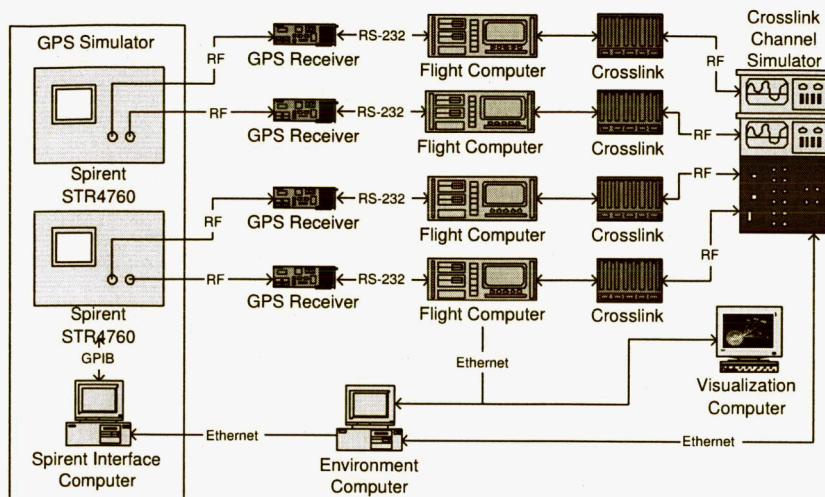 GPS Simulator
Spirent
STR4760
Spirent
STR4760
GPIB
Spirent Interface
Computer
RF
GPS Receiver
RS-232
Flight Computer
Crosslink
RF
RF
GPS Receiver
RS-232
Flight Computer
Crosslink
RF
RF
GPS Receiver
RS-232
Flight Computer
Crosslink
RF
RF
GPS Receiver
RS-232
Flight Computer
Crosslink
RF
Crosslink
Channel
Simulator
Ethernet
Visualization
Computer
Ethernet
Environment
Computer
Ethernet